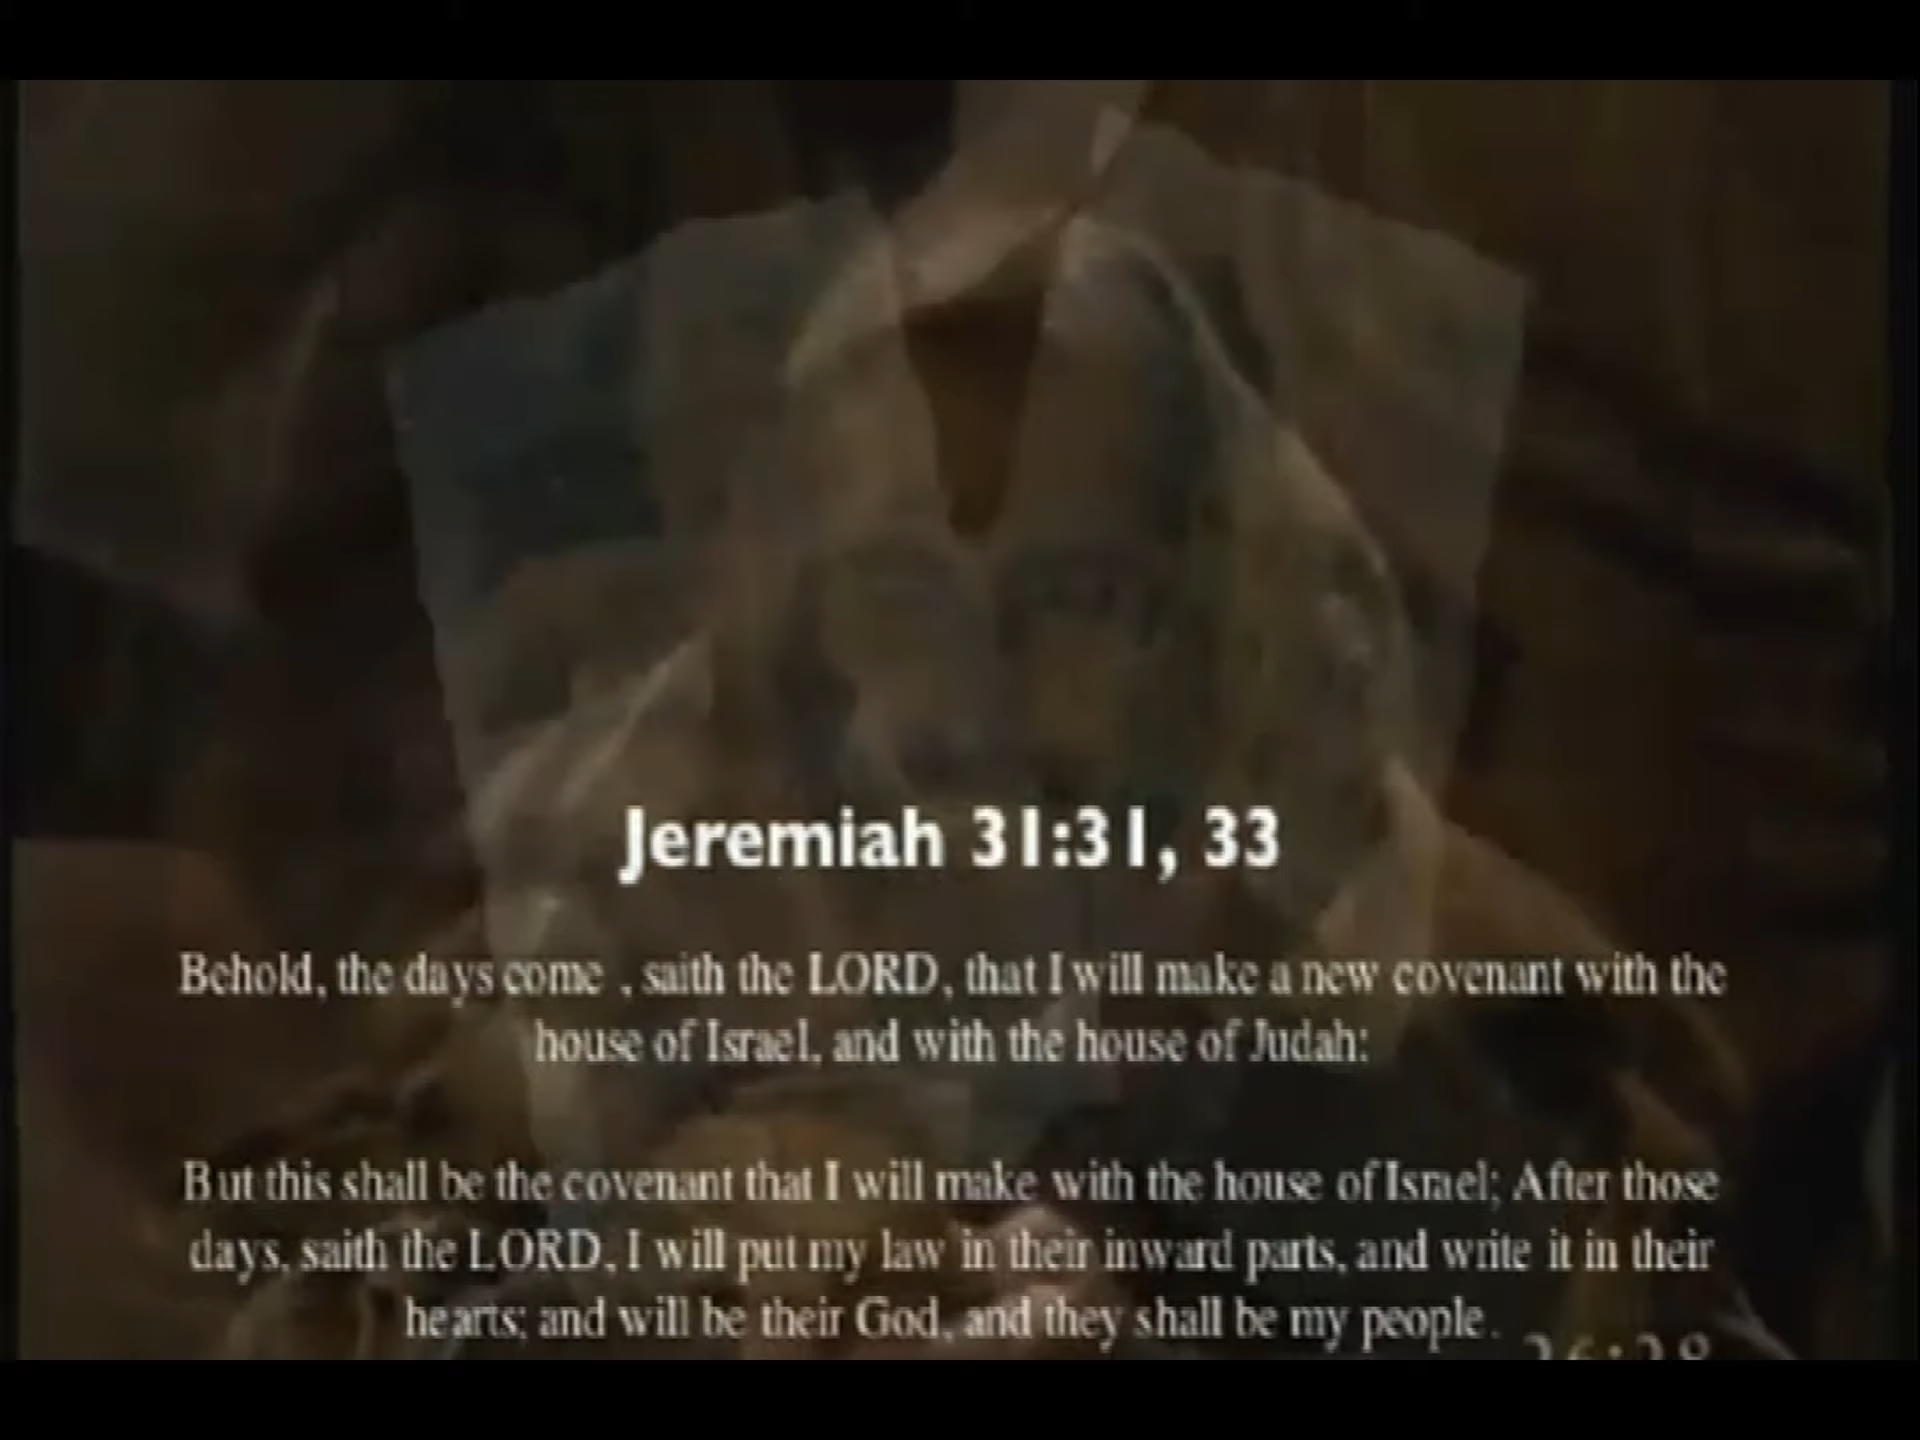 Jeremiah 31:31, 33
Behold, the days come , saith the LORD, that I will make a new covenant with the
house of Israel, and with the house of Judah:
But this shall be the covenant that I will make with the house of Israel; After those
days, saith the LORD, I will put my law in their inward parts, and write it in their
hearts; and will be their God, and they shall be my people.